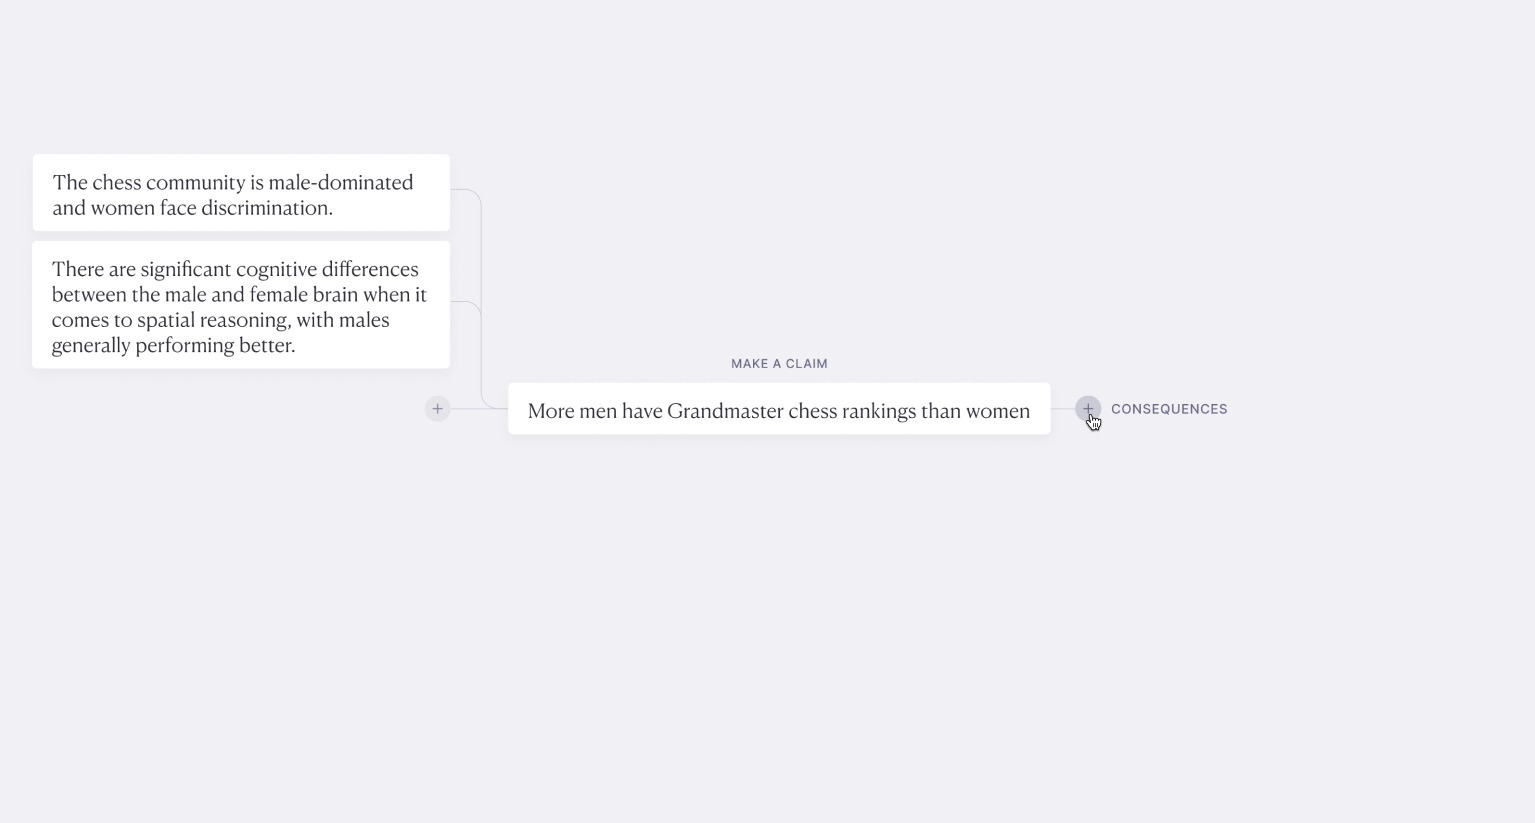 The chess community is male-dominated
and women face discrimination.
There are significant cognitive differences
between the male and female brain when it
comes to spatial reasoning, with males
generally performing better.
MAKE A CLAIM
More men have Grandmaster chess rankings than women
CONSEQUENCES